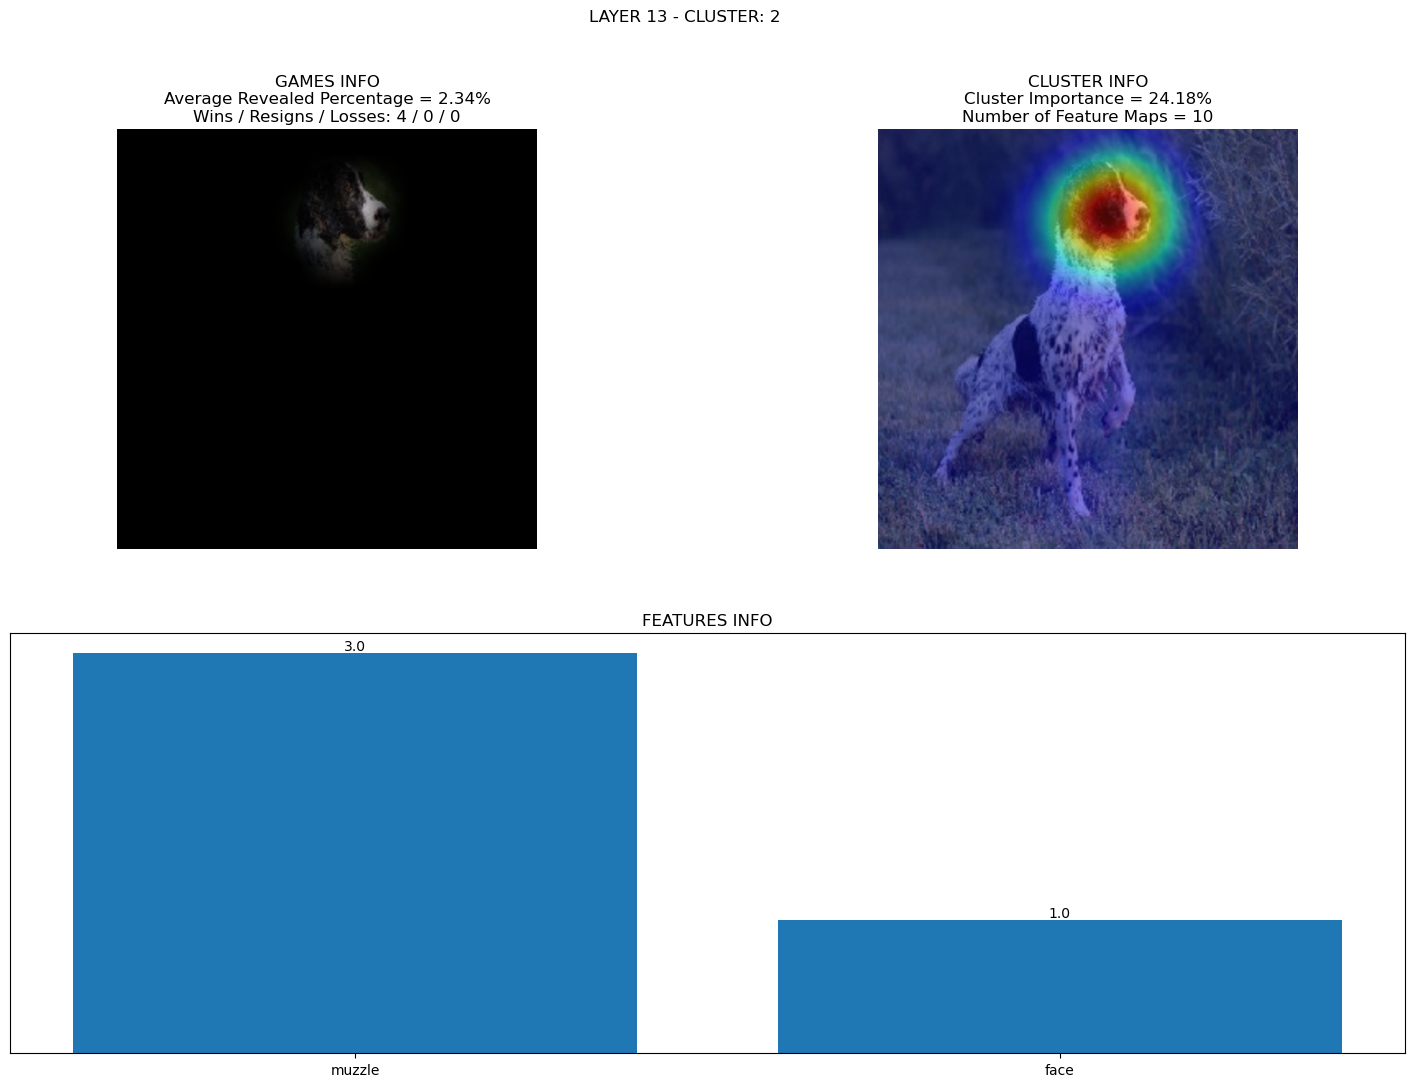 LAYER 13 - CLUSTER: 2
GAMES INFO
Average Revealed Percentage = 2.34%
Wins / Resigns / Losses: 4 / 0 / 0
CLUSTER INFO
Cluster Importance = 24.18%
Number of Feature Maps = 10
FEATURES INFO
3.0
1.0
muzzle
face